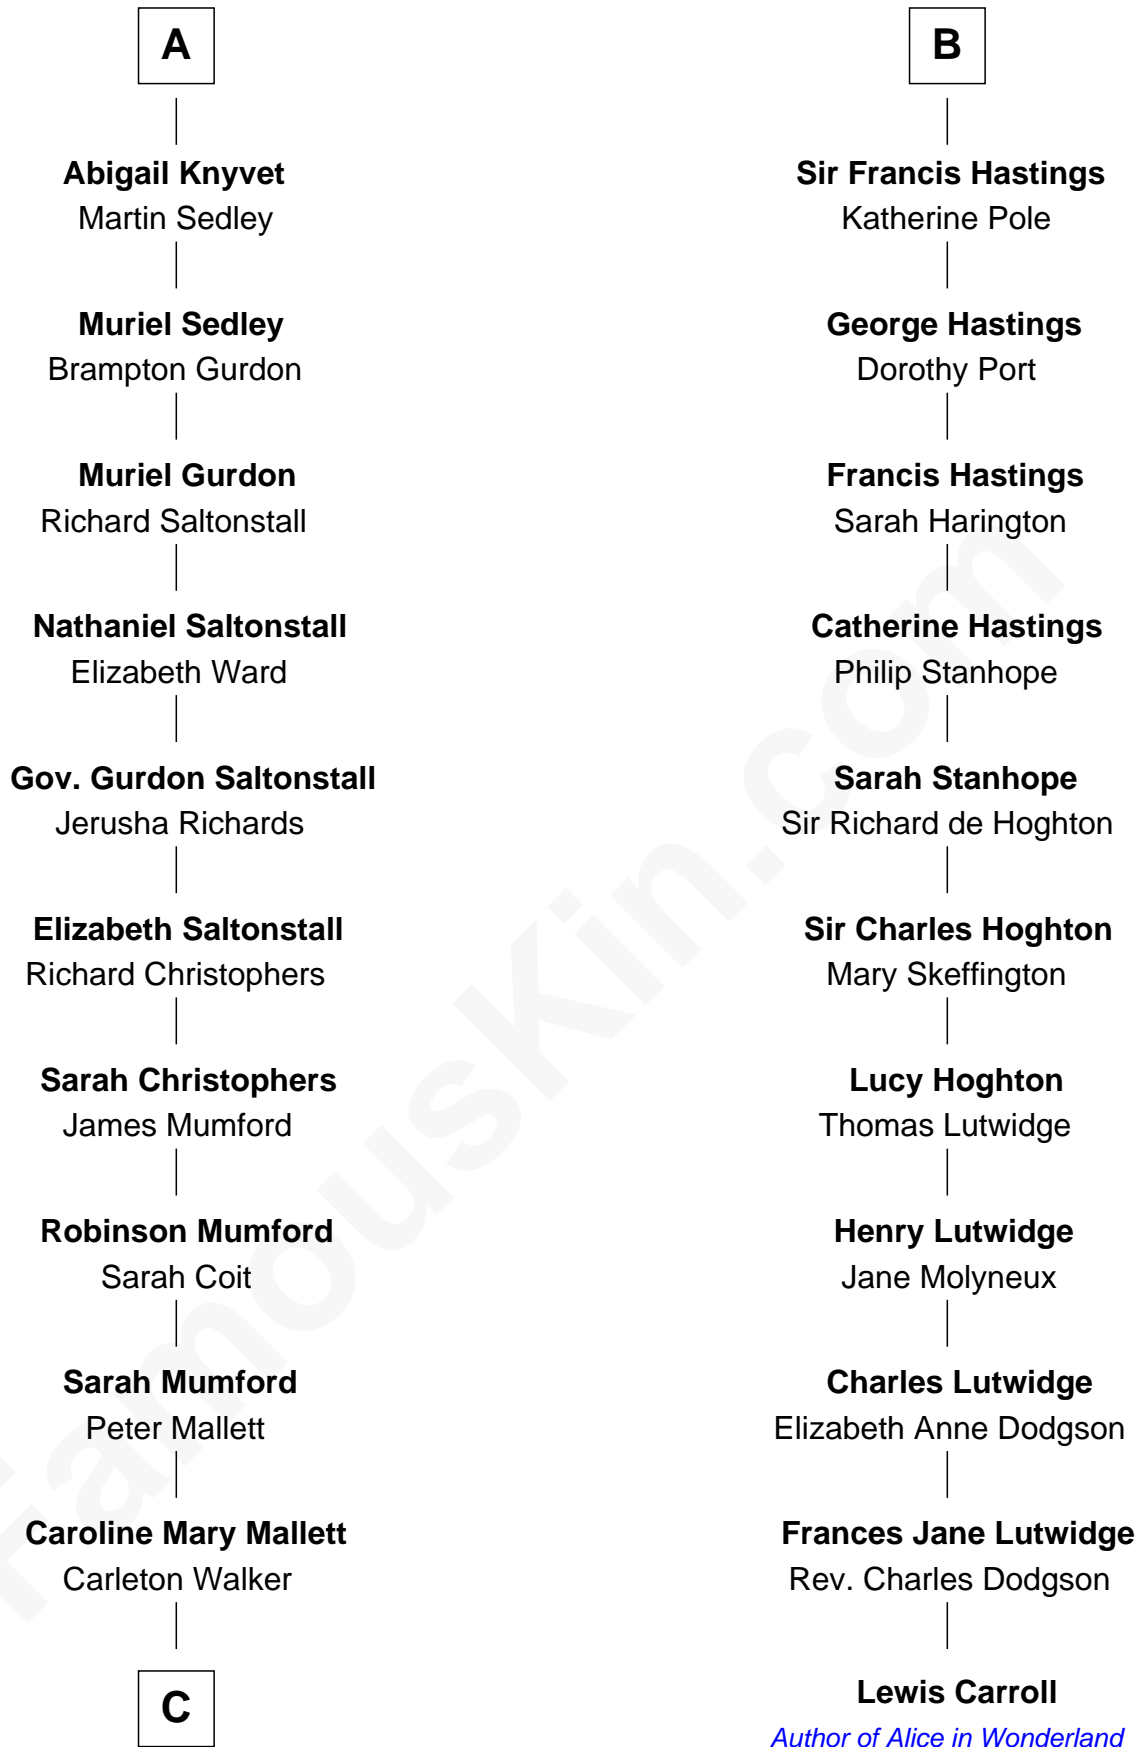 A
Abigail Knyvet
Martin Sedley
Muriel Sedley
Brampton Gurdon
Muriel Gurdon
Richard Saltonstall
Nathaniel Saltonstall
Elizabeth Ward
Gov. Gurdon Saltonstall
Jerusha Richards
Elizabeth Saltonstall
Richard Christophers
Sarah Christophers
James Mumford
Robinson Mumford
Sarah Coit
Sarah Mumford
Peter Mallett
Caroline Mary Mallett
Carleton Walker
C
B
Sir Francis Hastings
Katherine Pole
George Hastings
Dorothy Port
Francis Hastings
Sarah Harington
Catherine Hastings
Philip Stanhope
Sarah Stanhope
Sir Richard de Hoghton
Sir Charles Hoghton
Mary Skeffington
Lucy Hoghton
Thomas Lutwidge
Henry Lutwidge
Jane Molyneux
Charles Lutwidge
Elizabeth Anne Dodgson
Frances Jane Lutwidge
Rev. Charles Dodgson
Lewis Carroll
Author of Alice in Wonderland
FamousKin.com